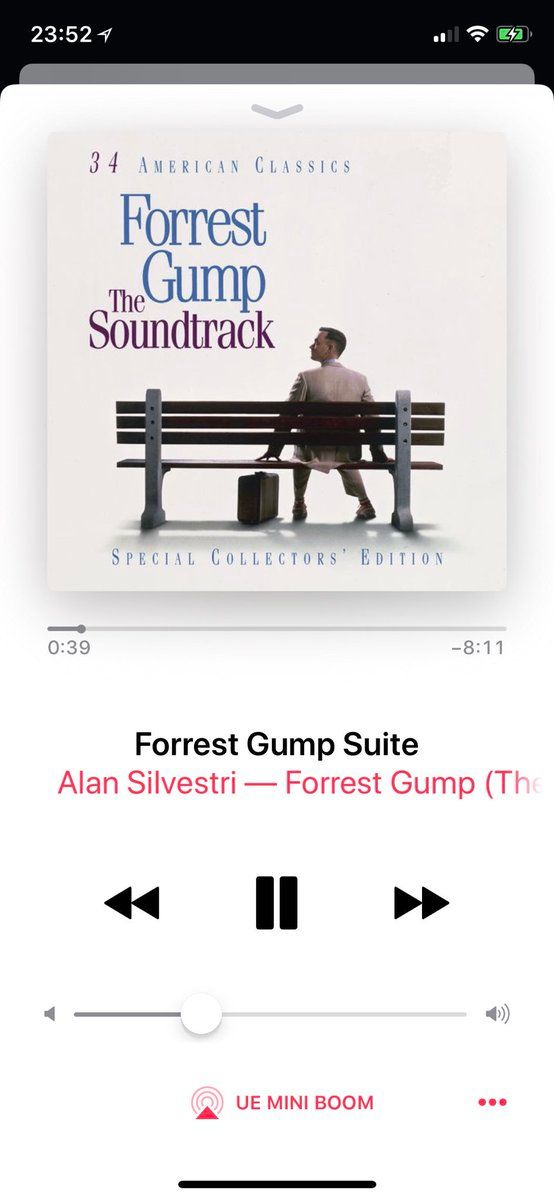 23:52
34 AMERICAN CLASSICS
Forrest
Gump
The
Soundtrack
SPECIAL COLLECTORS' EDITION
0:39 −8:11
Forrest Gump Suite
Alan Silvestri — Forrest Gump (The
UE MINI BOOM